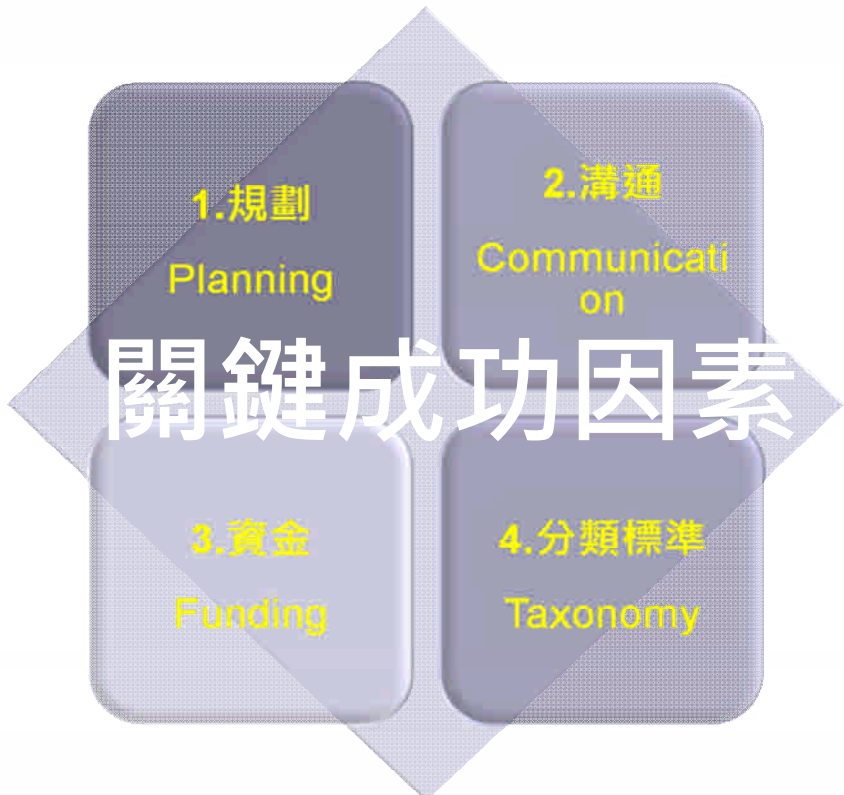 1.規劃
Planning
2.溝通
Communicati
on
關鍵成功因素
3.資金
Funding
4.分類標準
Taxonomy